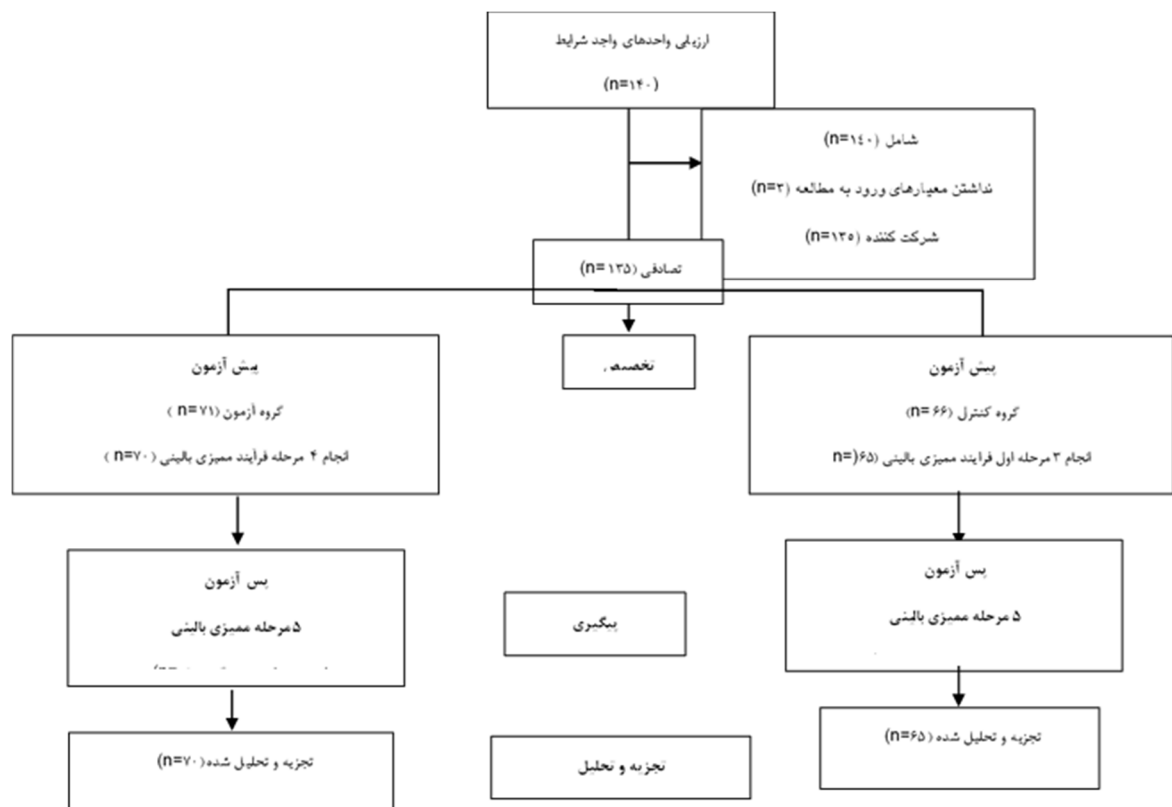 ارزیابی واحدهای واجد شرایط
(n=۱۴۰)
شامل (n=۱٤۰)
نداشتن معیارهای ورود به مطالعه (n=۳)
شرکت کننده (n=۱۳٥)
تصادفی (n=۱۳۵)
پیش آزمون
گروه آزمون (n=۷۱ )
انجام ۴ مرحله فرآیند ممیزی بالینی (n=۷۰ )
تخصیص
پیش آزمون
گروه کنترل (n=۶۶)
انجام ۳ مرحله اول فرایند ممیزی بالینی (n=)۶۵
پس آزمون
۵ مرحله ممیزی بالینی
پیگیری
پس آزمون
۵ مرحله ممیزی بالینی
تجزیه و تحلیل شده (n=۷۰)
تجزیه و تحلیل
تجزیه و تحلیل شده (n=۶۵)